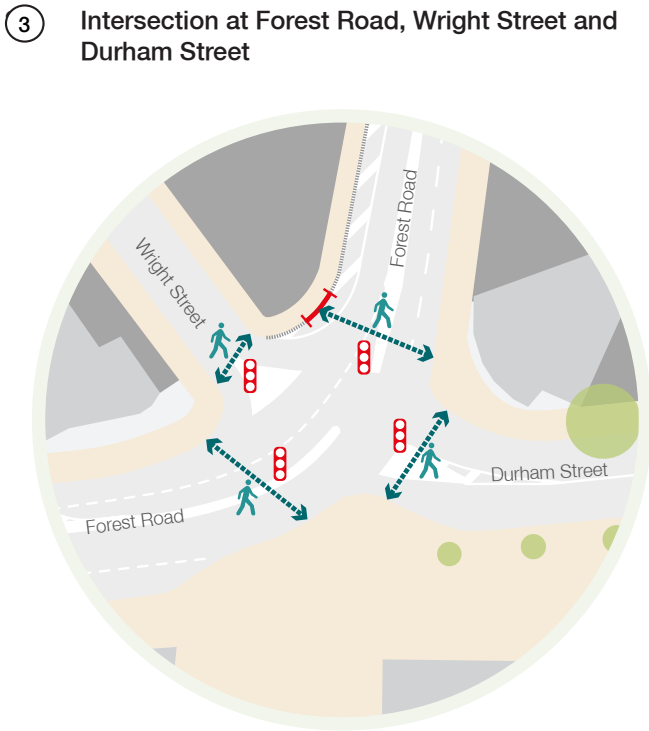 3
Intersection at Forest Road, Wright Street and
Durham Street
Forest Road
Wright Street
Durham Street
Forest Road